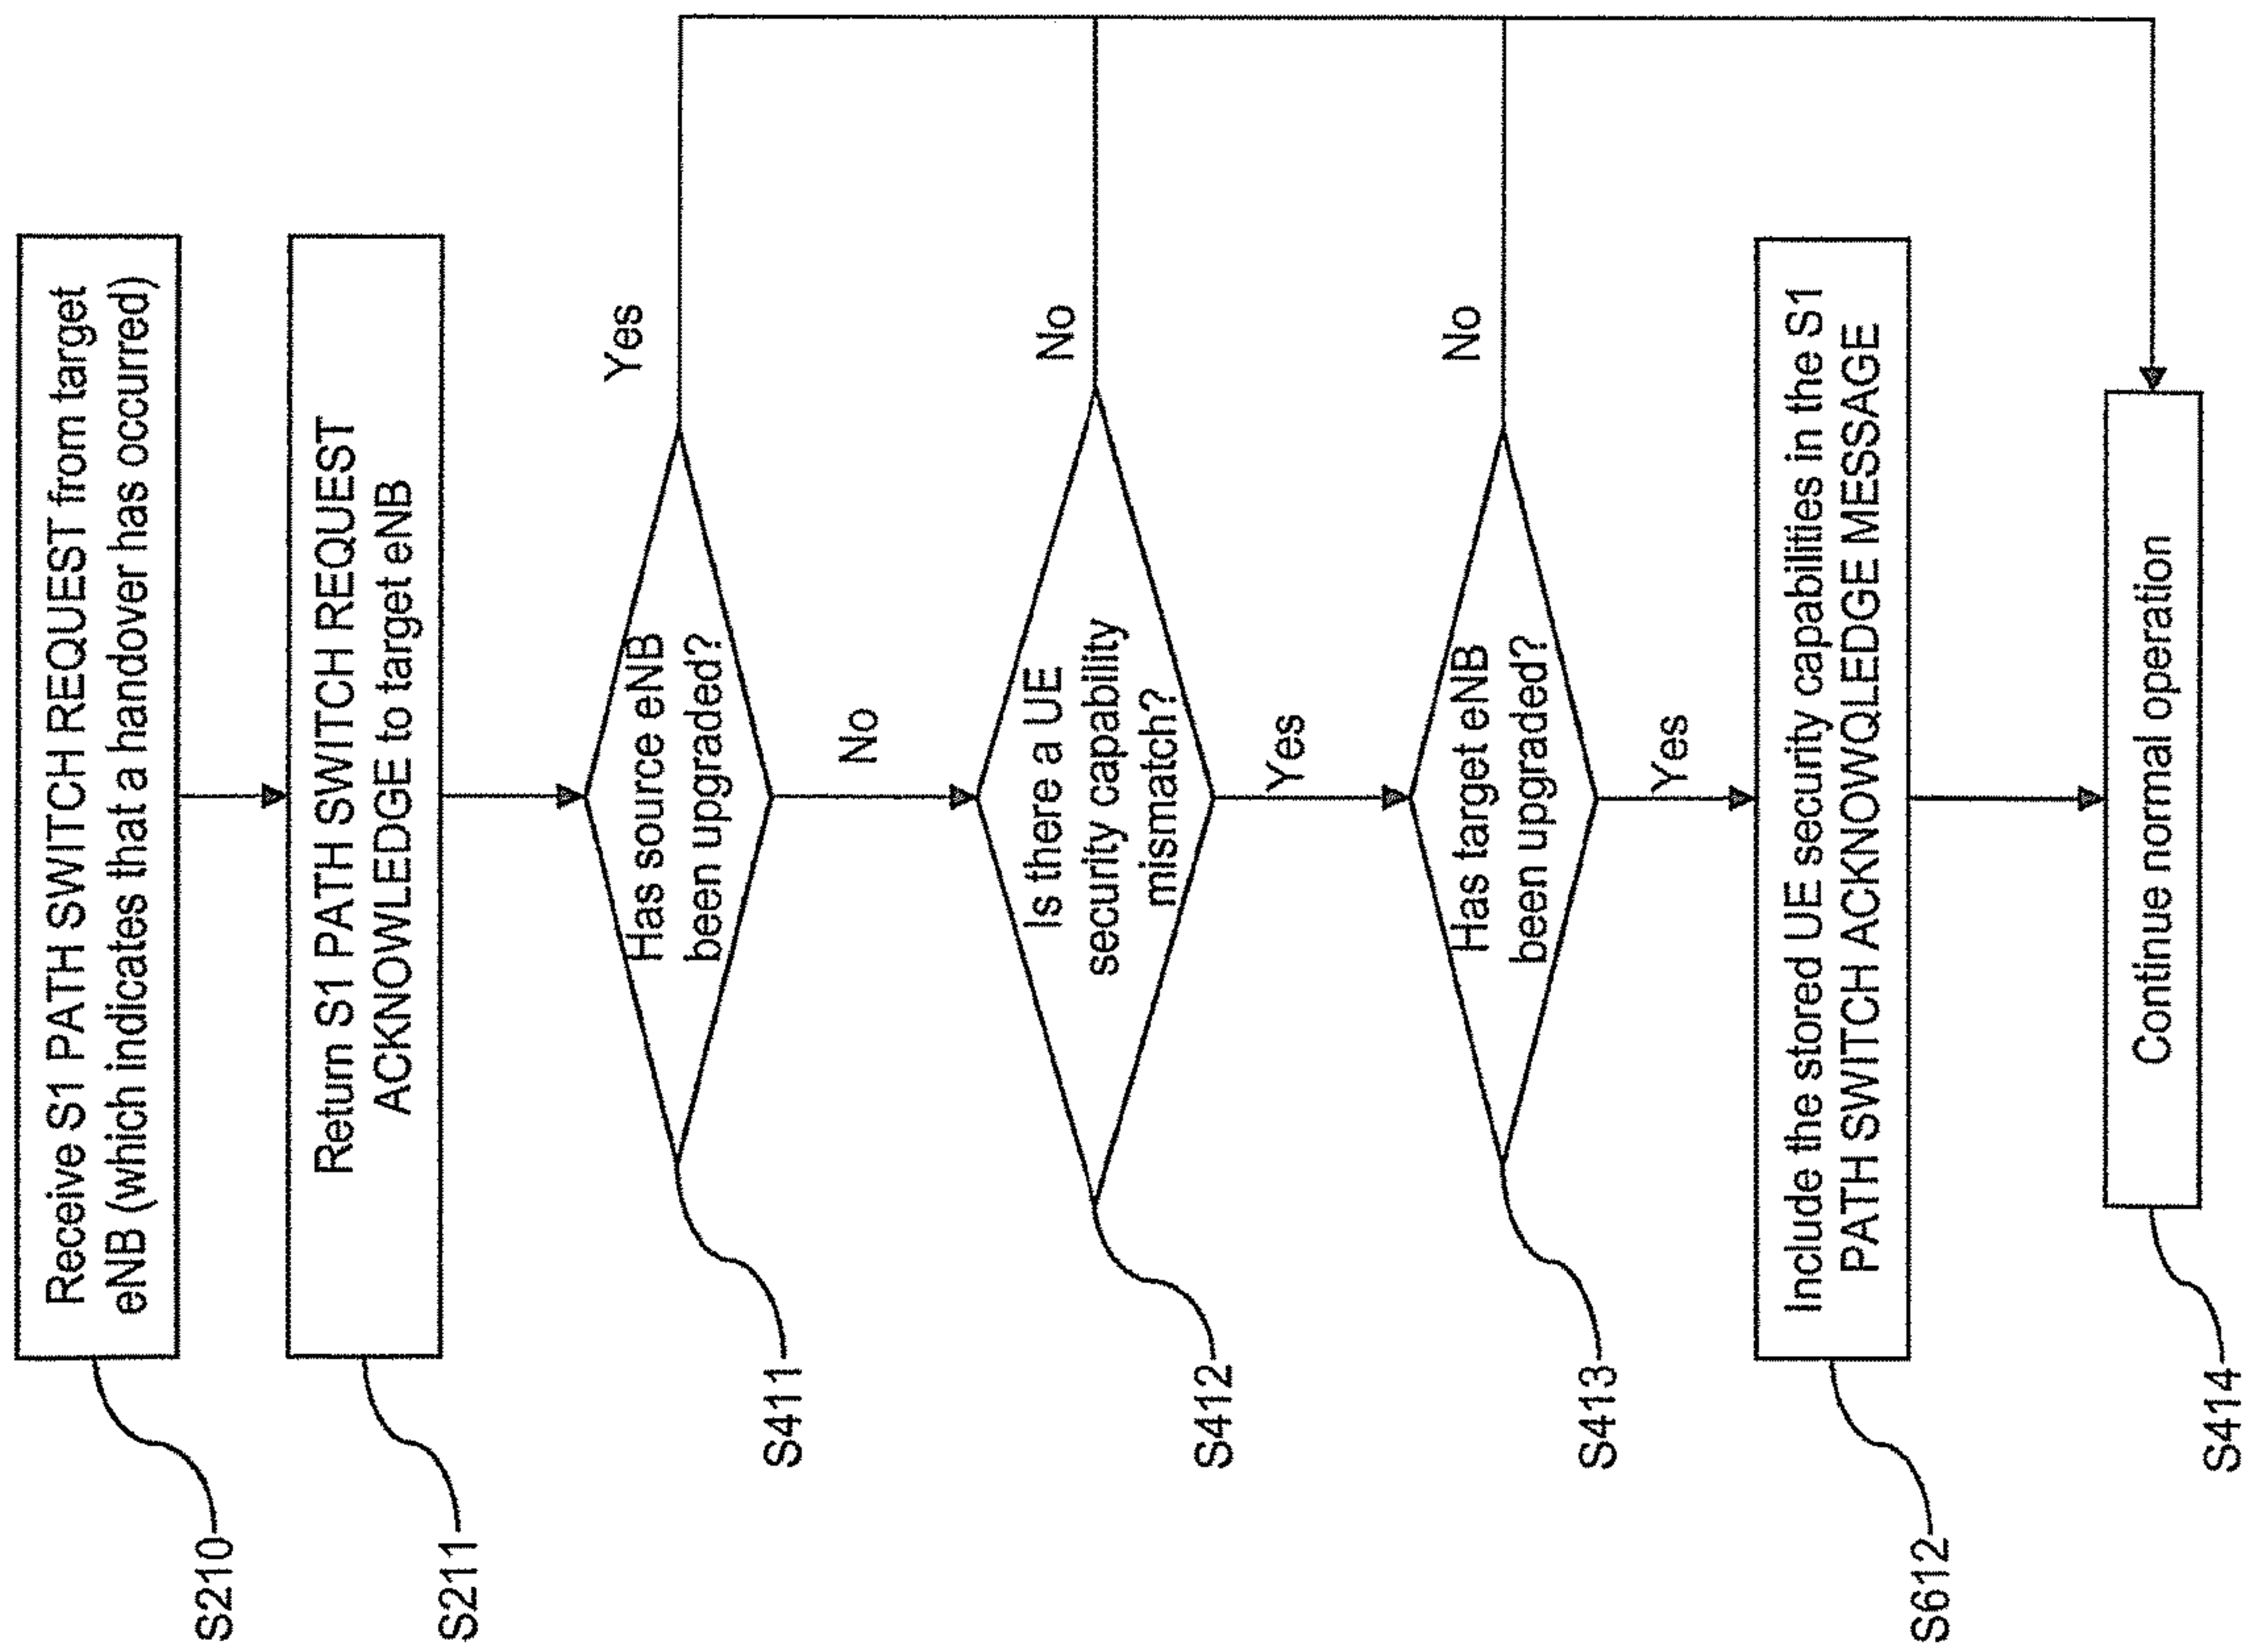 Receive S1 PATH SWITCH REQUEST from target
eNB (which indicates that a handover has occurred)
S210
Return S1 PATH SWITCH REQUEST
ACKNOWLEDGE to target eNB
S211
Has source eNB
been upgraded?
Yes
No
S411
Is there a UE
security capability
mismatch?
No
Yes
S412
Has target eNB
been upgraded?
No
Yes
S413
Include the stored UE security capabilities in the S1
PATH SWITCH ACKNOWQLEDGE MESSAGE
S612
Continue normal operation
S414